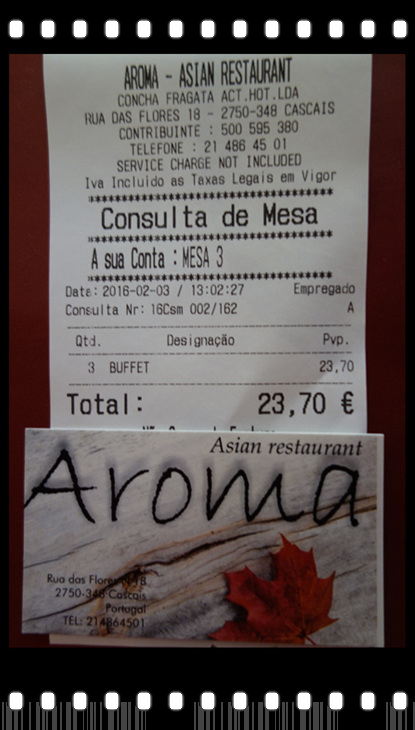 AROMA - ASIAN RESTAURANT
CONCHA FRAGATA ACT.HOT.LDA
RUA DAS FLORES 18 - 2750-348 CASCAIS
CONTRIBUINTE : 500 595 380
TELEFONE : 21 486 45 01
SERVICE CHARGE NOT INCLUDED
Iva Incluido as Taxas Legais em Vigor
Consulta de Mesa
A sua Conta : MESA 3
Data: 2016-02-03 / 13:02:27 Empregado
Consulta Nr: 16Csm 002/162 A
Qtd. Designação Pvp.
3 BUFFET 23,70
Total: 23,70 €
Asian restaurant
Aroma
Rua das Flores Nº 18
2750-348 Cascais
Portugal
TEL: 214864501